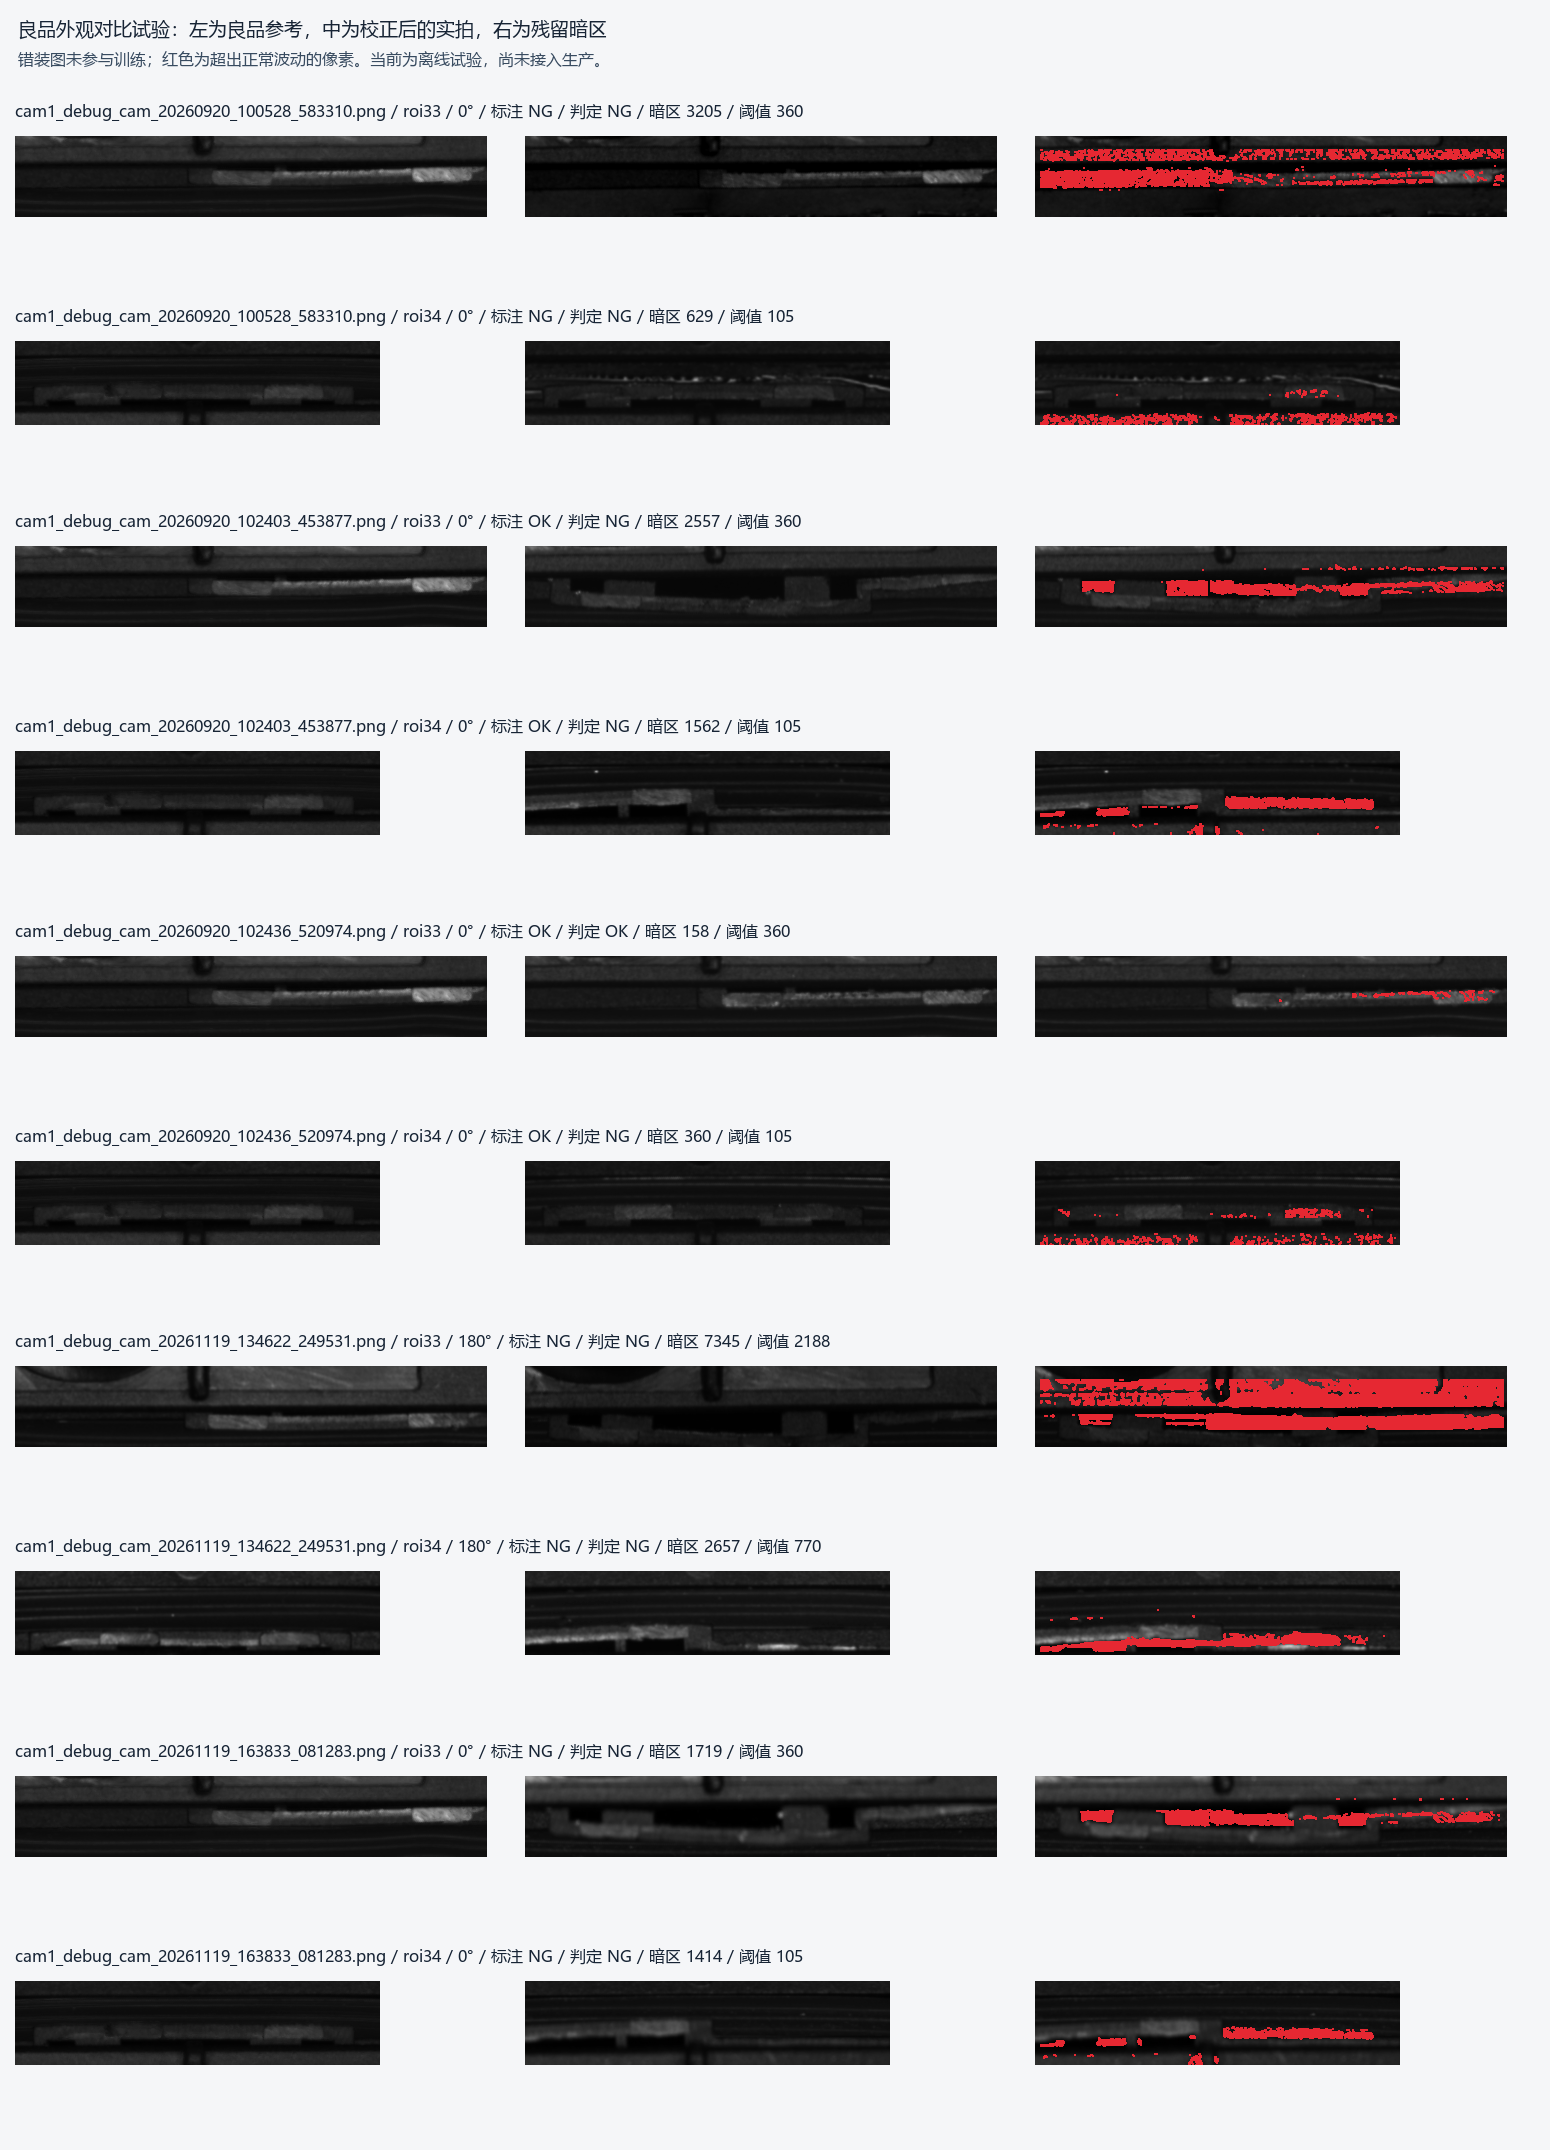 良品外观对比试验：左为良品参考，中为校正后的实拍，右为残留暗区
错装图未参与训练；红色为超出正常波动的像素。当前为离线试验，尚未接入生产。
cam1_debug_cam_20260920_100528_583310.png / roi33 / 0° / 标注 NG / 判定 NG / 暗区 3205 / 阈值 360
cam1_debug_cam_20260920_100528_583310.png / roi34 / 0° / 标注 NG / 判定 NG / 暗区 629 / 阈值 105
cam1_debug_cam_20260920_102403_453877.png / roi33 / 0° / 标注 OK / 判定 NG / 暗区 2557 / 阈值 360
cam1_debug_cam_20260920_102403_453877.png / roi34 / 0° / 标注 OK / 判定 NG / 暗区 1562 / 阈值 105
cam1_debug_cam_20260920_102436_520974.png / roi33 / 0° / 标注 OK / 判定 OK / 暗区 158 / 阈值 360
cam1_debug_cam_20260920_102436_520974.png / roi34 / 0° / 标注 OK / 判定 NG / 暗区 360 / 阈值 105
cam1_debug_cam_20261119_134622_249531.png / roi33 / 180° / 标注 NG / 判定 NG / 暗区 7345 / 阈值 2188
cam1_debug_cam_20261119_134622_249531.png / roi34 / 180° / 标注 NG / 判定 NG / 暗区 2657 / 阈值 770
cam1_debug_cam_20261119_163833_081283.png / roi33 / 0° / 标注 NG / 判定 NG / 暗区 1719 / 阈值 360
cam1_debug_cam_20261119_163833_081283.png / roi34 / 0° / 标注 NG / 判定 NG / 暗区 1414 / 阈值 105